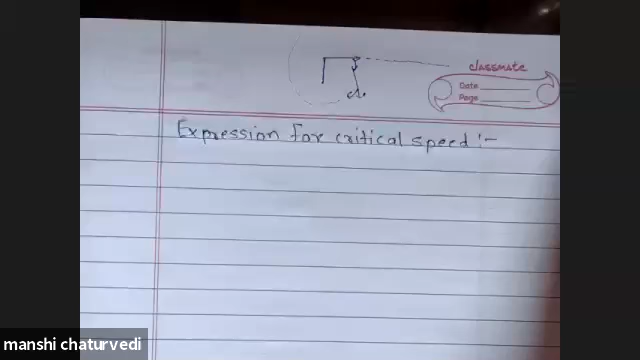 classmate
Date
Page
Expression for critical speed :-
manshi chaturvedi